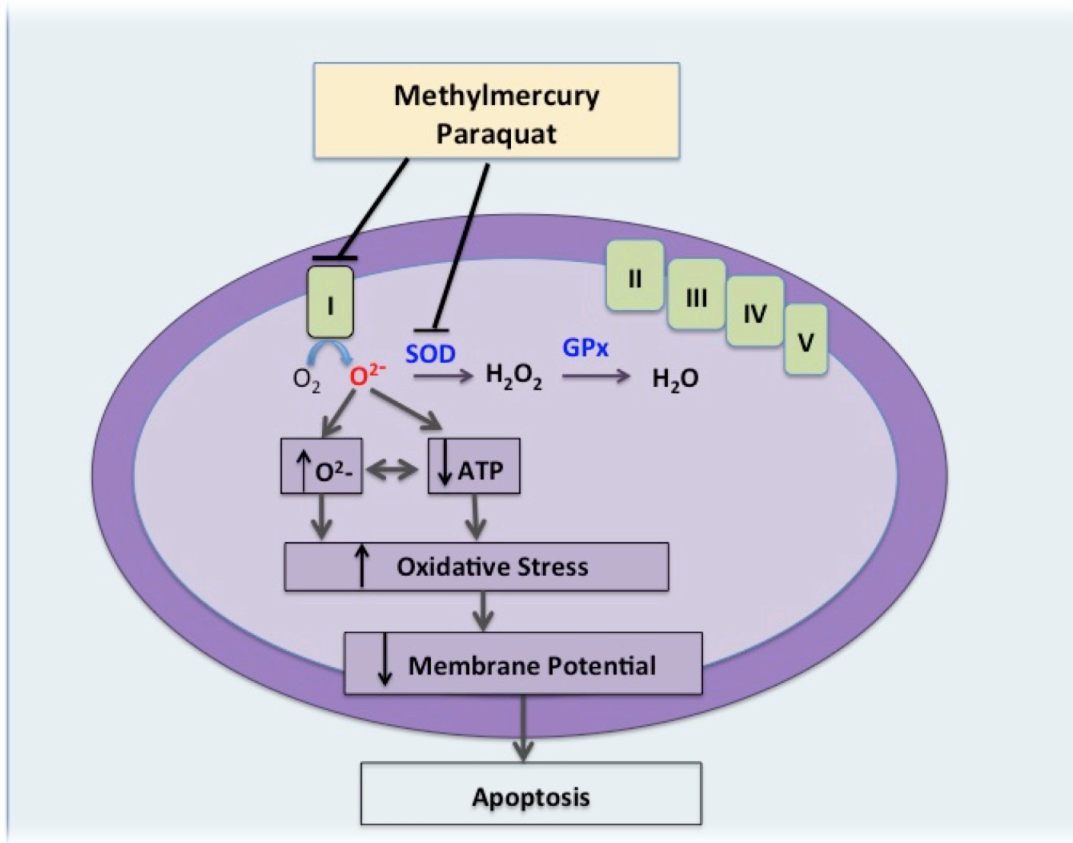 Methylmercury
Paraquat
I
II
III
IV
V
O₂
O²⁻
SOD
H₂O₂
GPx
H₂O
O²-
ATP
Oxidative Stress
Membrane Potential
Apoptosis